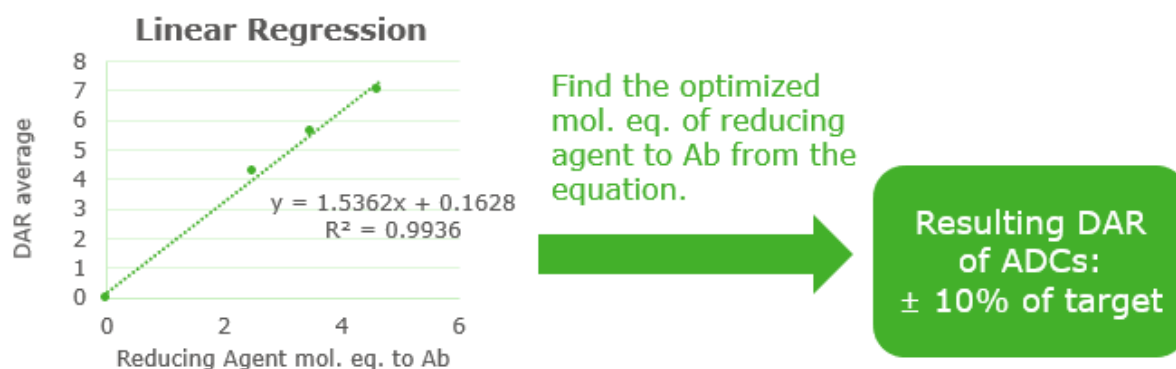 Linear Regression
DAR average
8
7
6
5
4
3
2
1
0
y = 1.5362x + 0.1628
R² = 0.9936
0 2 4 6
Reducing Agent mol. eq. to Ab
Find the optimized
mol. eq. of reducing
agent to Ab from the
equation.
Resulting DAR
of ADCs:
± 10% of target